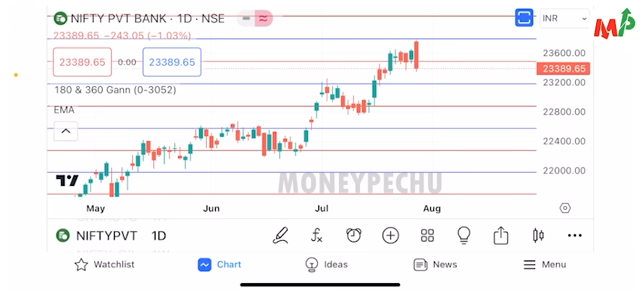 NIFTY PVT BANK · 1D · NSE
INR
MP
23389.65 −243.05 (−1.03%)
23389.65 0.00 23389.65
180 & 360 Gann (0-3052)
EMA
23600.00
23389.65
23200.00
22800.00
22400.00
22000.00
MONEYPECHU
May Jun Jul Aug
NIFTYPVT 1D
Watchlist Chart Ideas News Menu